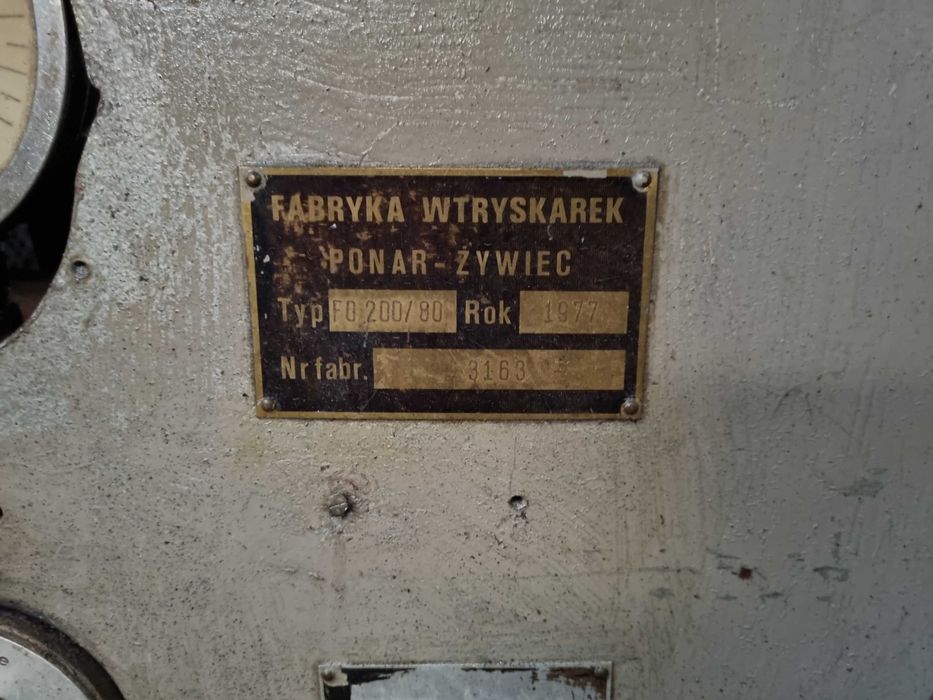 FABRYKA WTRYSKAREK
PONAR-ŻYWIEC
Typ FO 200/80 Rok 1977
Nr fabr. 3163